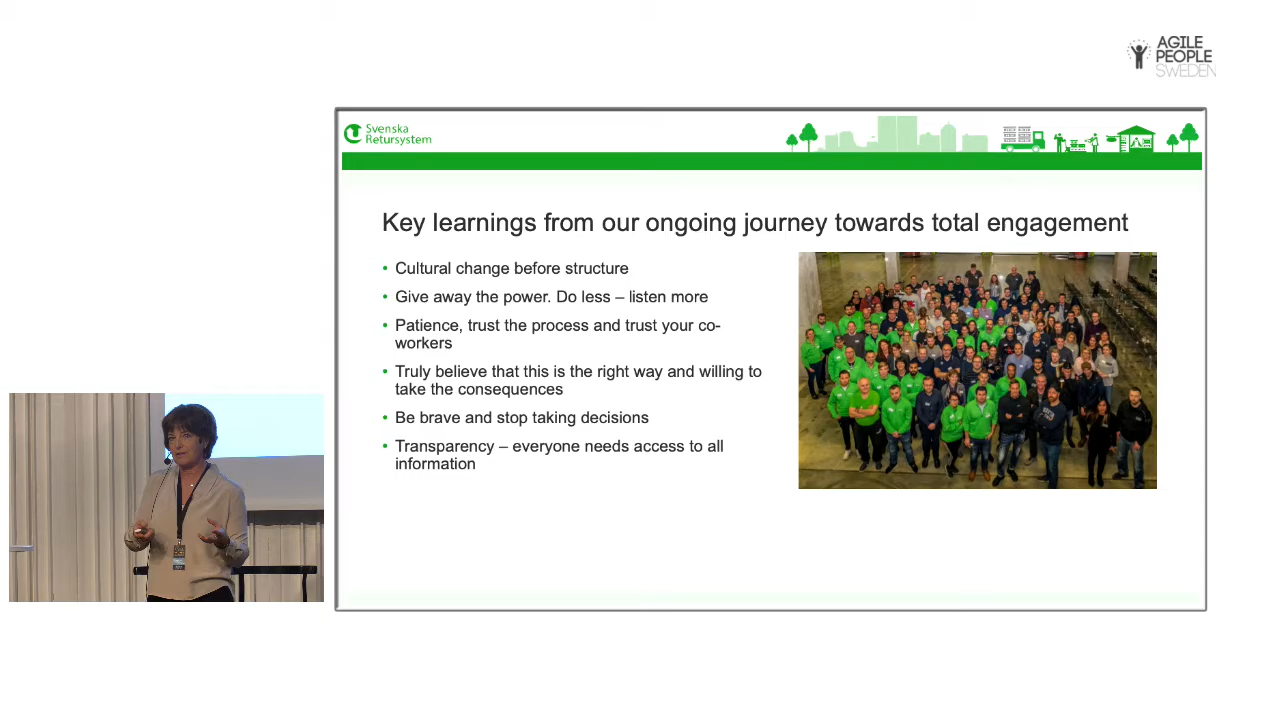 AGILE
PEOPLE
SWEDEN
Svenska
Retursystem
Key learnings from our ongoing journey towards total engagement
• Cultural change before structure
• Give away the power. Do less – listen more
• Patience, trust the process and trust your co-
workers
• Truly believe that this is the right way and willing to
take the consequences
• Be brave and stop taking decisions
• Transparency – everyone needs access to all
information